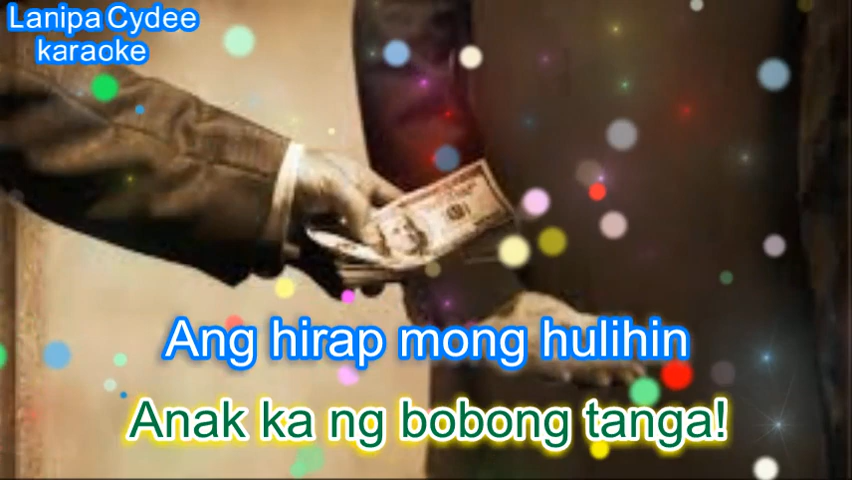 Lanipa Cydee
karaoke
Ang hirap mong hulihin
Anak ka ng bobong tanga!